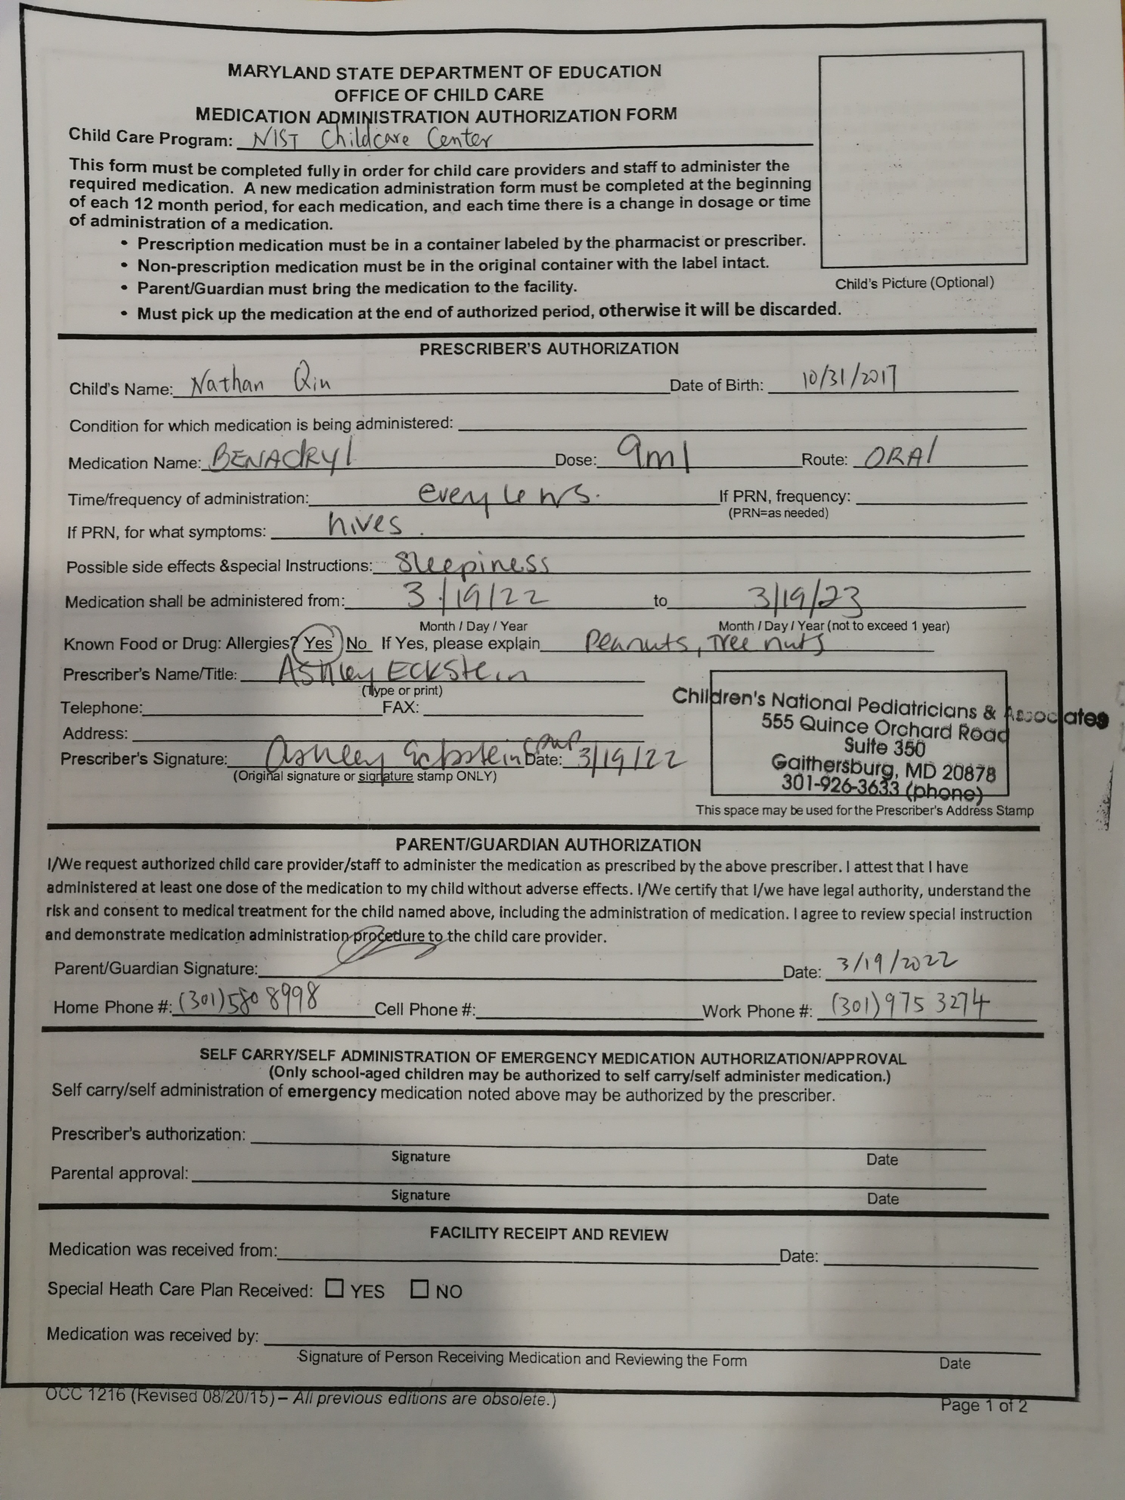 MARYLAND STATE DEPARTMENT OF EDUCATION
OFFICE OF CHILD CARE
MEDICATION ADMINISTRATION AUTHORIZATION FORM
Child Care Program: NIST Childcare Center
This form must be completed fully in order for child care providers and staff to administer the
required medication. A new medication administration form must be completed at the beginning
of each 12 month period, for each medication, and each time there is a change in dosage or time
of administration of a medication.
• Prescription medication must be in a container labeled by the pharmacist or prescriber.
• Non-prescription medication must be in the original container with the label intact.
• Parent/Guardian must bring the medication to the facility.
• Must pick up the medication at the end of authorized period, otherwise it will be discarded.
Child's Picture (Optional)
PRESCRIBER'S AUTHORIZATION
Child's Name: Nathan Qin Date of Birth: 10/31/2017
Condition for which medication is being administered:
Medication Name: BENADRYL Dose: 9ml Route: ORAL
Time/frequency of administration: every 6 hrs. If PRN, frequency:
(PRN=as needed)
If PRN, for what symptoms: hives.
Possible side effects &special Instructions: Sleepiness
Medication shall be administered from: 3/19/22 to 3/19/23
Month / Day / Year Month / Day / Year (not to exceed 1 year)
Known Food or Drug: Allergies? Yes No If Yes, please explain Peanuts, Tree nuts
Prescriber's Name/Title: Ashley Eckstein
(Type or print)
Telephone: FAX:
Address:
Prescriber's Signature: Ashley Eckstein CPNP Date: 3/19/22
(Original signature or signature stamp ONLY)
Children's National Pediatricians & Associates
555 Quince Orchard Road
Suite 350
Gaithersburg, MD 20878
301-926-3633 (phone)
This space may be used for the Prescriber's Address Stamp
PARENT/GUARDIAN AUTHORIZATION
I/We request authorized child care provider/staff to administer the medication as prescribed by the above prescriber. I attest that I have
administered at least one dose of the medication to my child without adverse effects. I/We certify that I/we have legal authority, understand the
risk and consent to medical treatment for the child named above, including the administration of medication. I agree to review special instruction
and demonstrate medication administration procedure to the child care provider.
Parent/Guardian Signature: Date: 3/19/2022
Home Phone #: (301)580 8998 Cell Phone #: Work Phone #: (301)975 3274
SELF CARRY/SELF ADMINISTRATION OF EMERGENCY MEDICATION AUTHORIZATION/APPROVAL
(Only school-aged children may be authorized to self carry/self administer medication.)
Self carry/self administration of emergency medication noted above may be authorized by the prescriber.
Prescriber's authorization:
Signature Date
Parental approval:
Signature Date
FACILITY RECEIPT AND REVIEW
Medication was received from: Date:
Special Heath Care Plan Received: ☐ YES ☐ NO
Medication was received by:
Signature of Person Receiving Medication and Reviewing the Form Date
OCC 1216 (Revised 08/20/15) – All previous editions are obsolete.)
Page 1 of 2